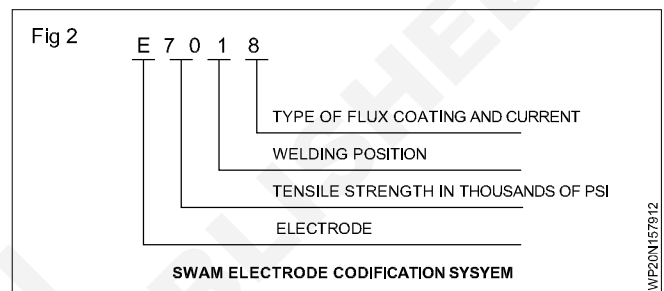 Fig 2
E 7 0 1 8
TYPE OF FLUX COATING AND CURRENT
WELDING POSITION
TENSILE STRENGTH IN THOUSANDS OF PSI
ELECTRODE
SWAM ELECTRODE CODIFICATION SYSYEM
WP20N157912